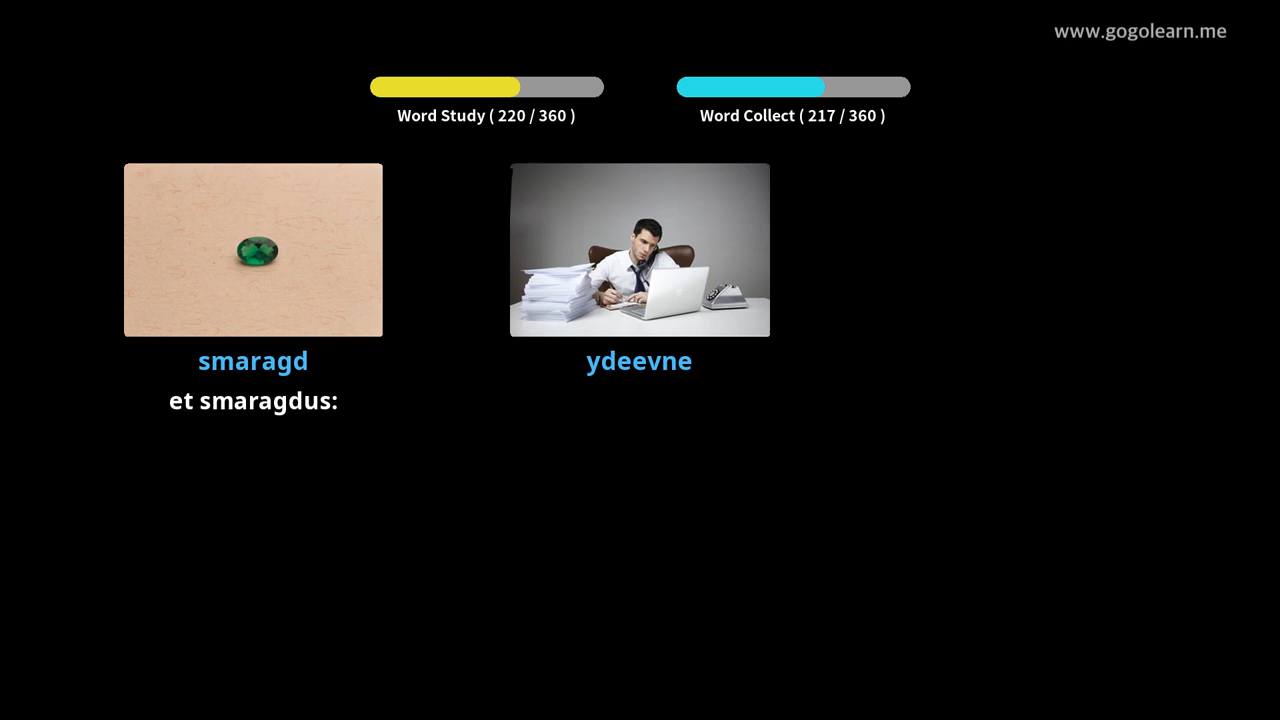 www.gogolearn.me
Word Study ( 220 / 360 )
Word Collect ( 217 / 360 )
smaragd
ydeevne
et smaragdus: